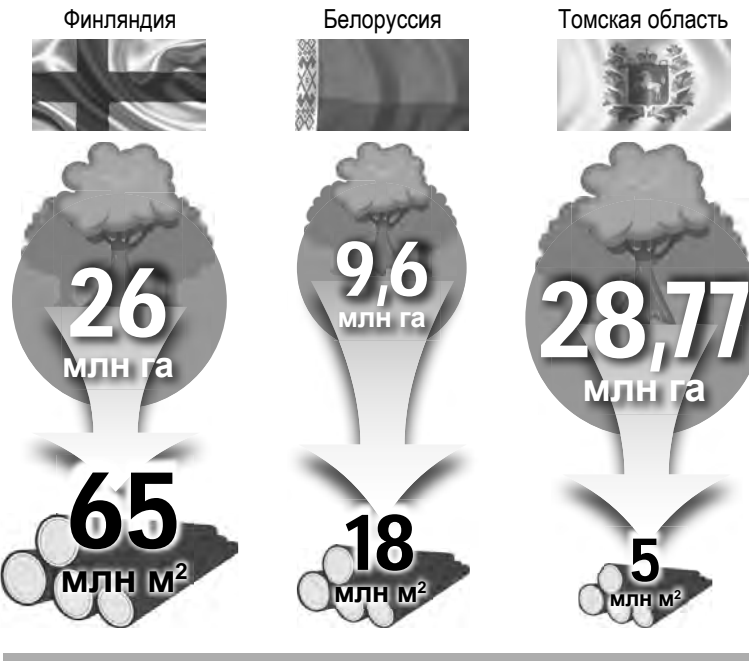 Финляндия
Белоруссия
Томская область
26
млн га
9,6
млн га
28,77
млн га
65
млн м²
18
млн м²
5
млн м²